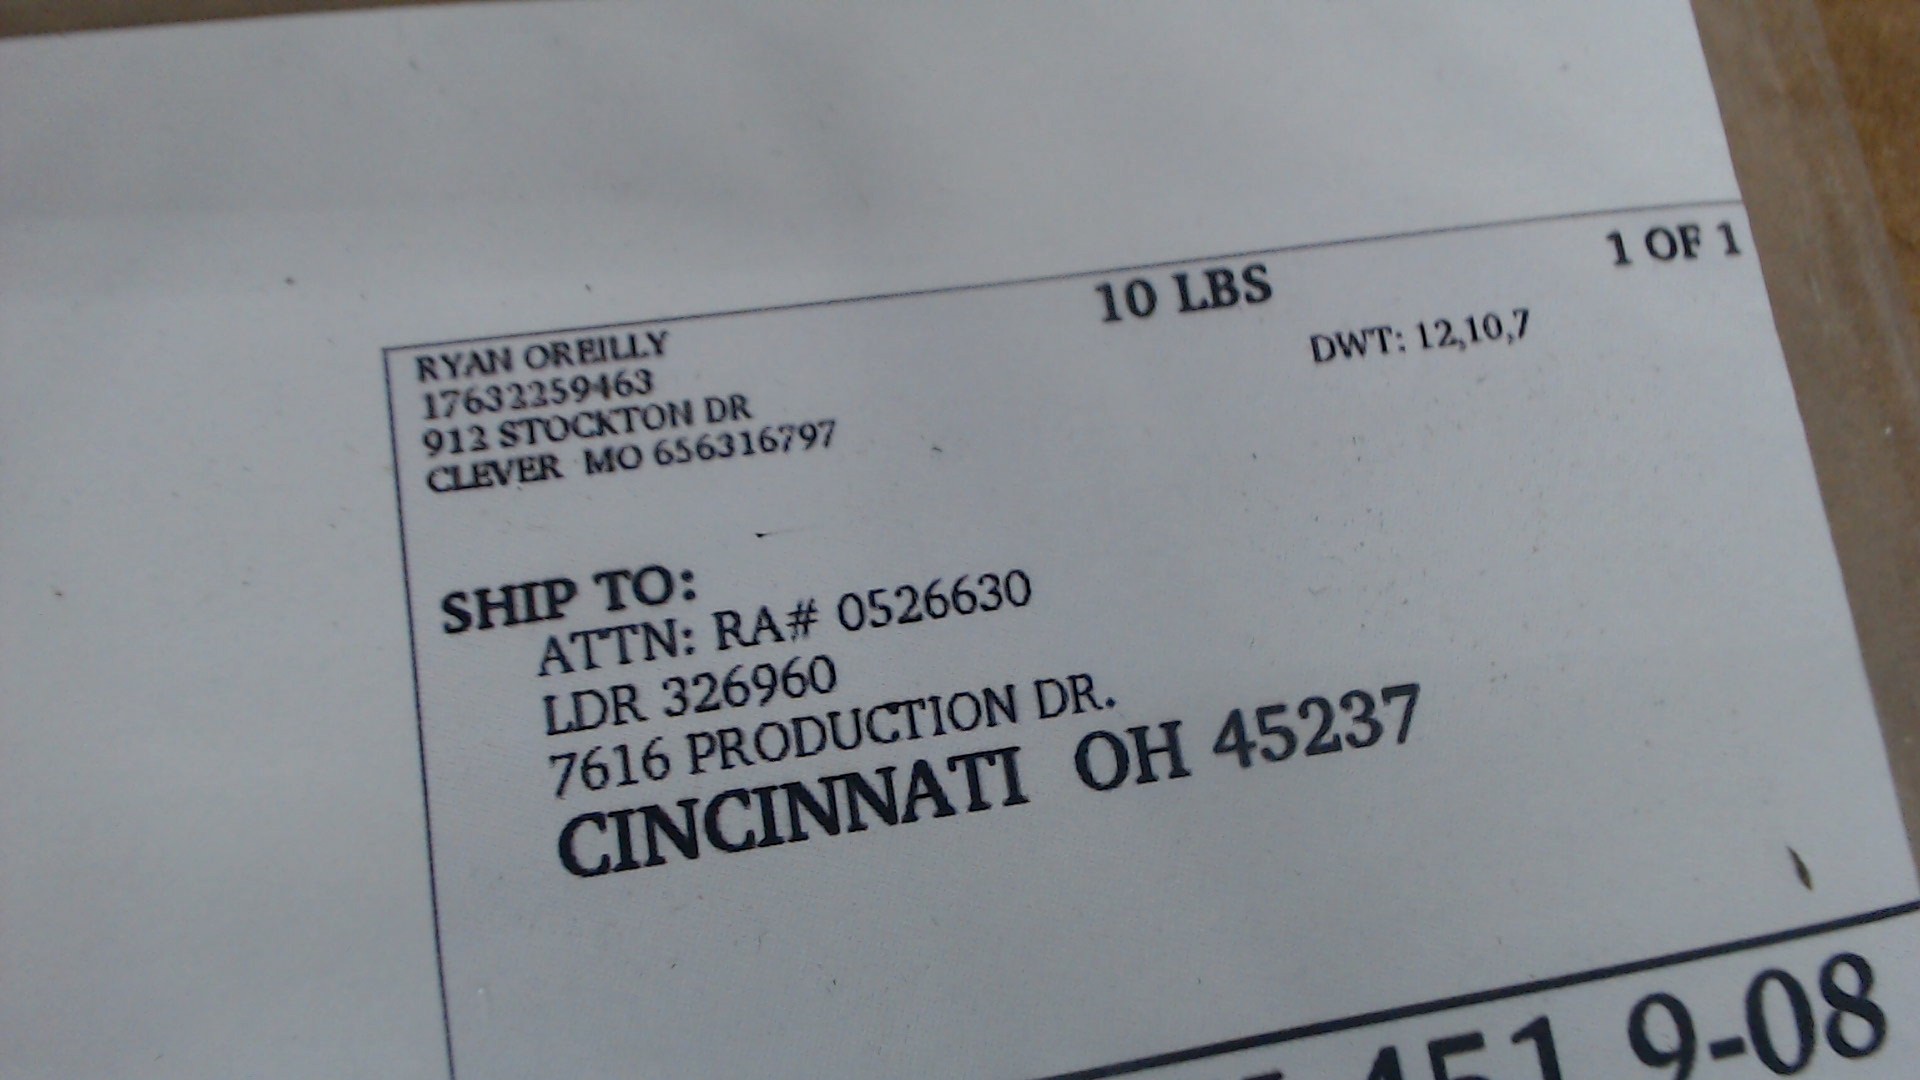 10 LBS
1 OF 1
DWT: 12,10,7
RYAN OREILLY
17632259463
912 STOCKTON DR
CLEVER MO 656316797
SHIP TO:
ATTN: RA# 0526630
LDR 326960
7616 PRODUCTION DR.
CINCINNATI OH 45237
451 9-08